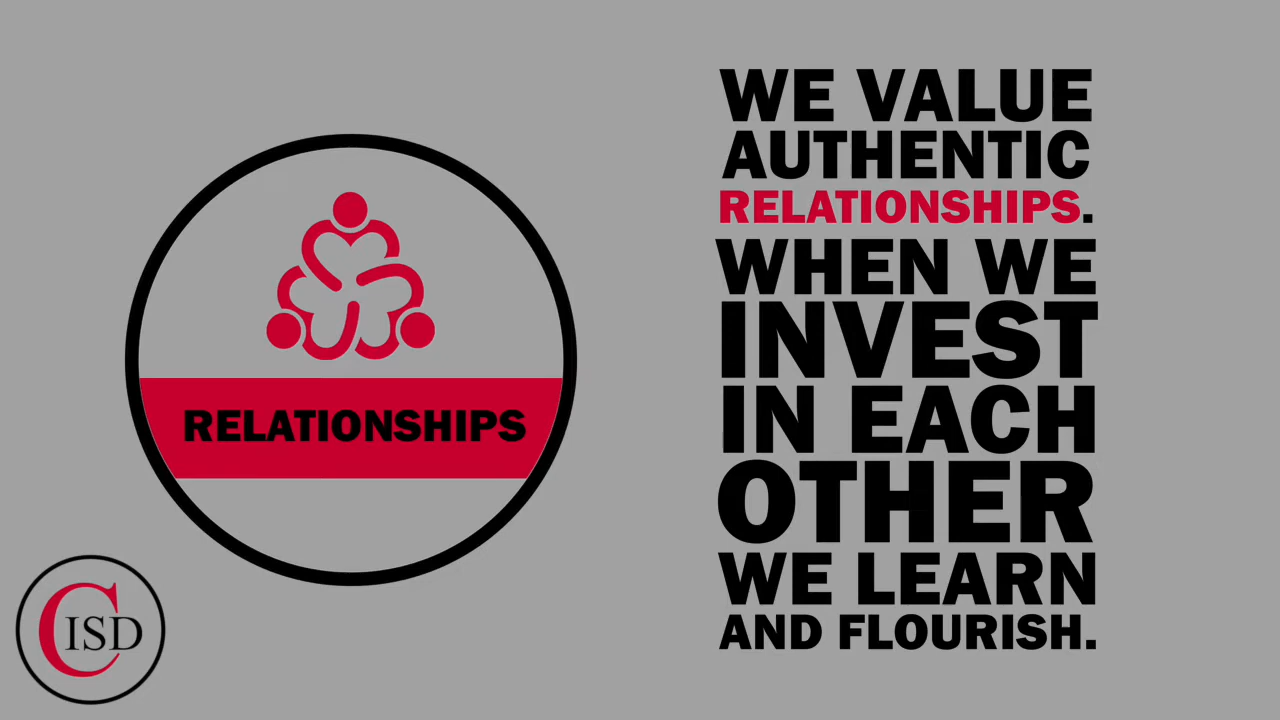 RELATIONSHIPS
CISD
WE VALUE
AUTHENTIC
RELATIONSHIPS.
WHEN WE
INVEST
IN EACH
OTHER
WE LEARN
AND FLOURISH.